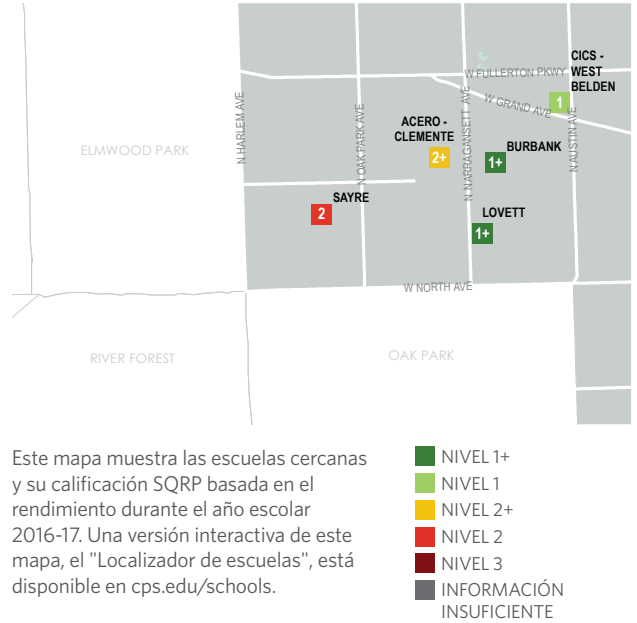 CICS -
WEST
BELDEN
W FULLERTON PKWY
1
W GRAND AVE
N HARLEM AVE
N OAK PARK AVE
N NARRAGANSETT AVE
N AUSTIN AVE
ACERO -
CLEMENTE
2+
BURBANK
1+
ELMWOOD PARK
SAYRE
2
LOVETT
1+
W NORTH AVE
RIVER FOREST
OAK PARK
Este mapa muestra las escuelas cercanas
y su calificación SQRP basada en el
rendimiento durante el año escolar
2016-17. Una versión interactiva de este
mapa, el "Localizador de escuelas", está
disponible en cps.edu/schools.
NIVEL 1+
NIVEL 1
NIVEL 2+
NIVEL 2
NIVEL 3
INFORMACIÓN
INSUFICIENTE